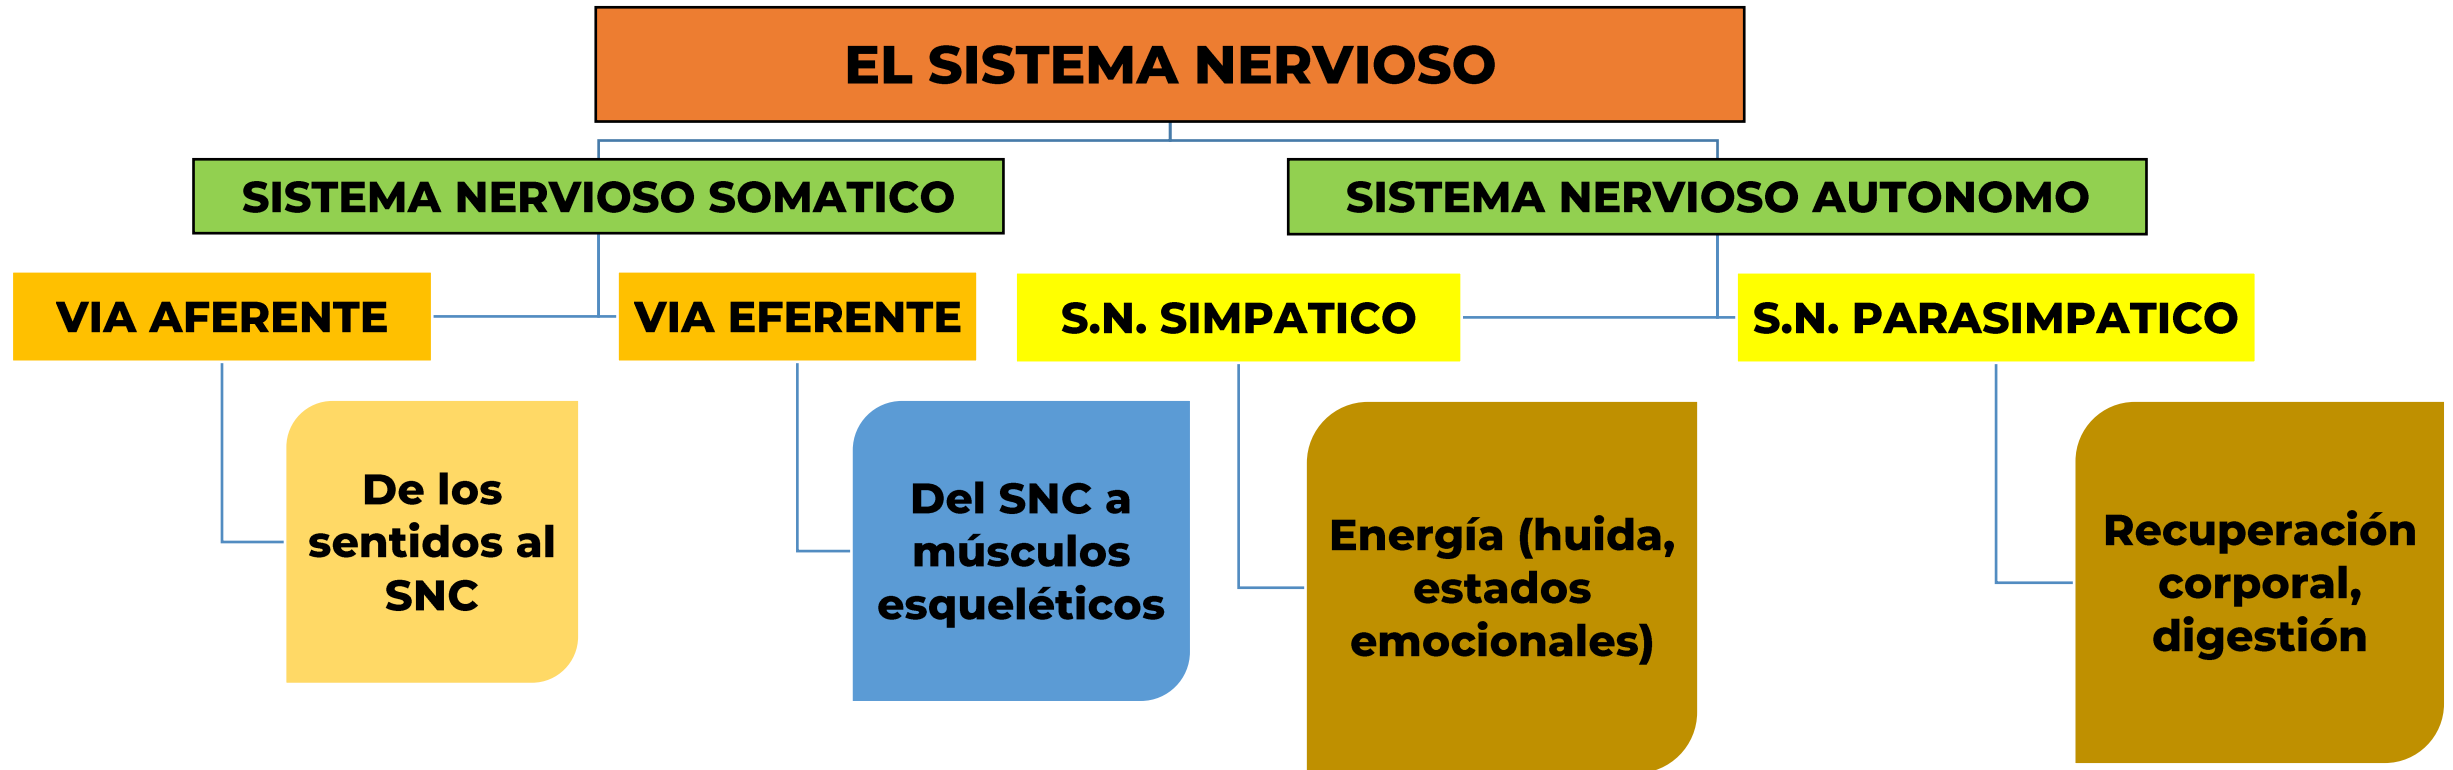 EL SISTEMA NERVIOSO
SISTEMA NERVIOSO SOMATICO
SISTEMA NERVIOSO AUTONOMO
VIA AFERENTE
VIA EFERENTE
S.N. SIMPATICO
S.N. PARASIMPATICO
De los
sentidos al
SNC
Del SNC a
músculos
esqueléticos
Energía (huida,
estados
emocionales)
Recuperación
corporal,
digestión